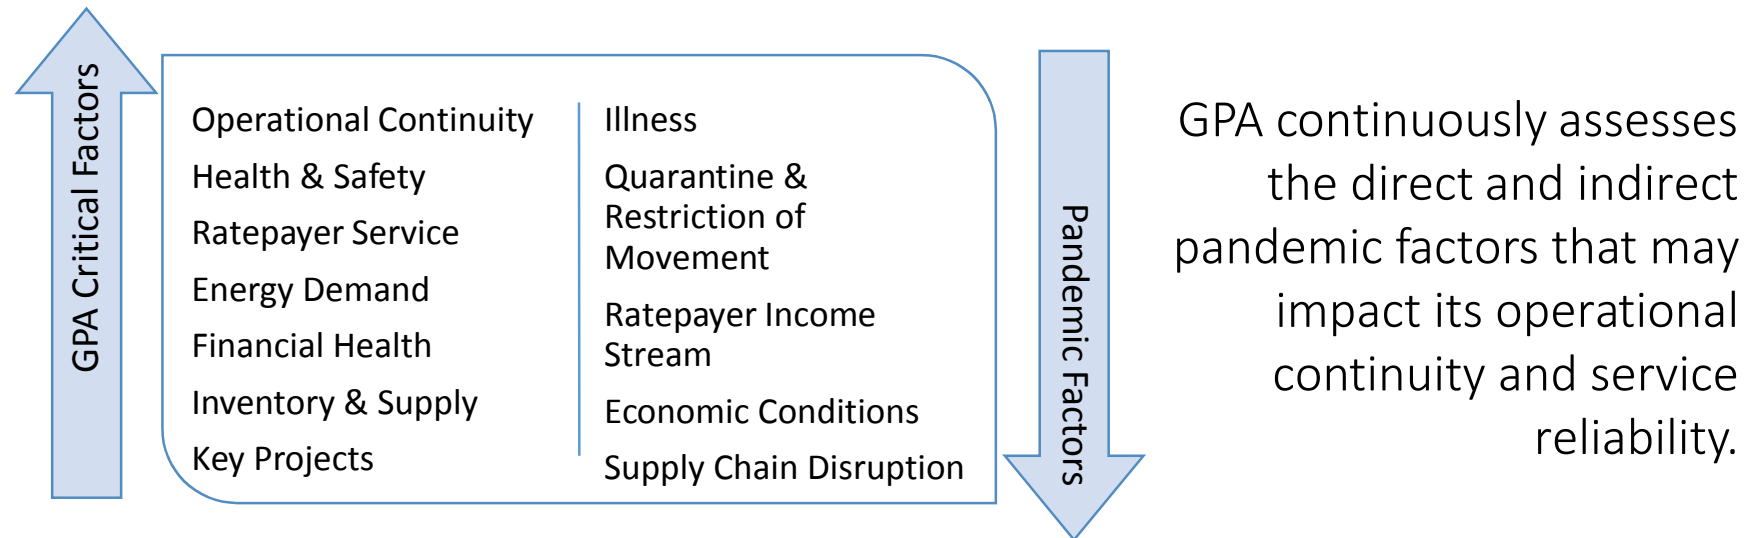 GPA Critical Factors
Operational Continuity
Health & Safety
Ratepayer Service
Energy Demand
Financial Health
Inventory & Supply
Key Projects
Illness
Quarantine &
Restriction of
Movement
Ratepayer Income
Stream
Economic Conditions
Supply Chain Disruption
Pandemic Factors
GPA continuously assesses
the direct and indirect
pandemic factors that may
impact its operational
continuity and service
reliability.